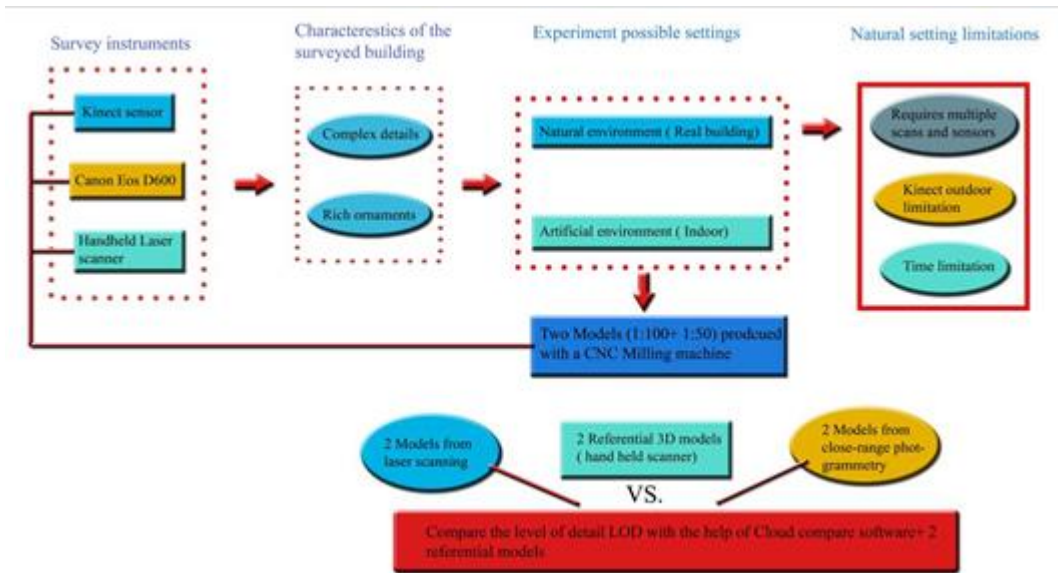 Survey instruments
Kinect sensor
Canon Eos D600
Handheld Laser
scanner
Characterestics of the
surveyed building
Complex details
Rich ornaments
Experiment possible settings
Natural environment ( Real building)
Artificial environment ( Indoor)
Natural setting limitations
Requires multiple
scans and sensors
Kinect outdoor
limitation
Time limitation
Two Models (1:100+ 1:50) prodcued
with a CNC Milling machine
2 Models from
laser scanning
2 Referential 3D models
( hand held scanner)
2 Models from
close-range phot-
grammetry
VS.
Compare the level of detail LOD with the help of Cloud compare software+ 2
referential models